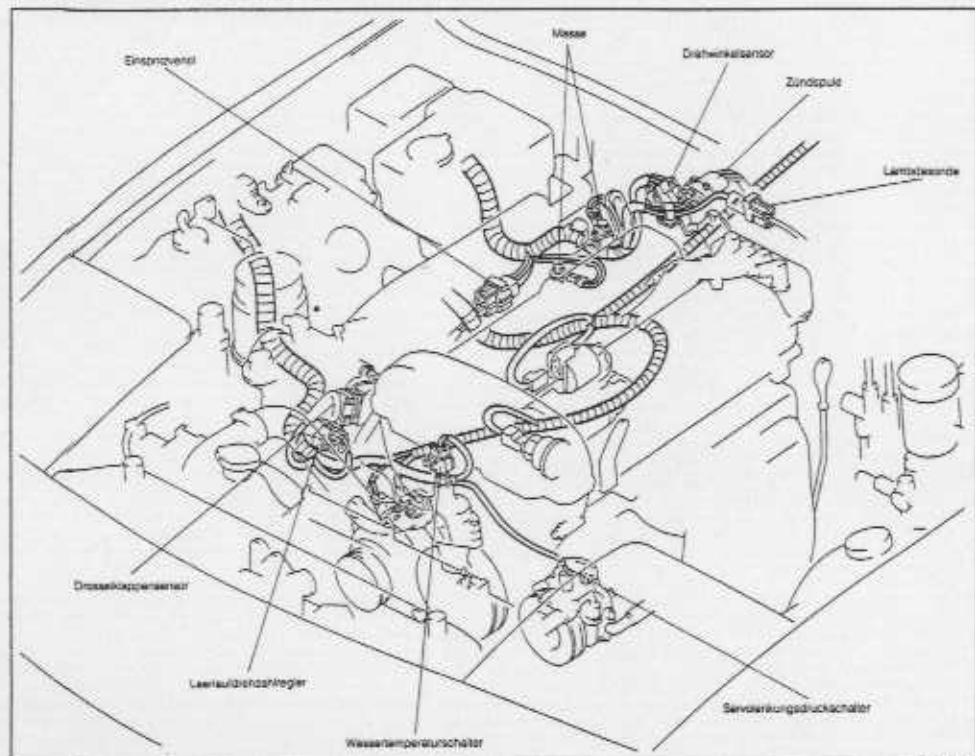 Masse
Einspritzventil
Drehwinkelsensor
Zündspule
Lambdasonde
Drosselklappensensor
Leerlaufdrehzahlregler
Servolenkungsdruckschalter
Wassertemperaturschalter